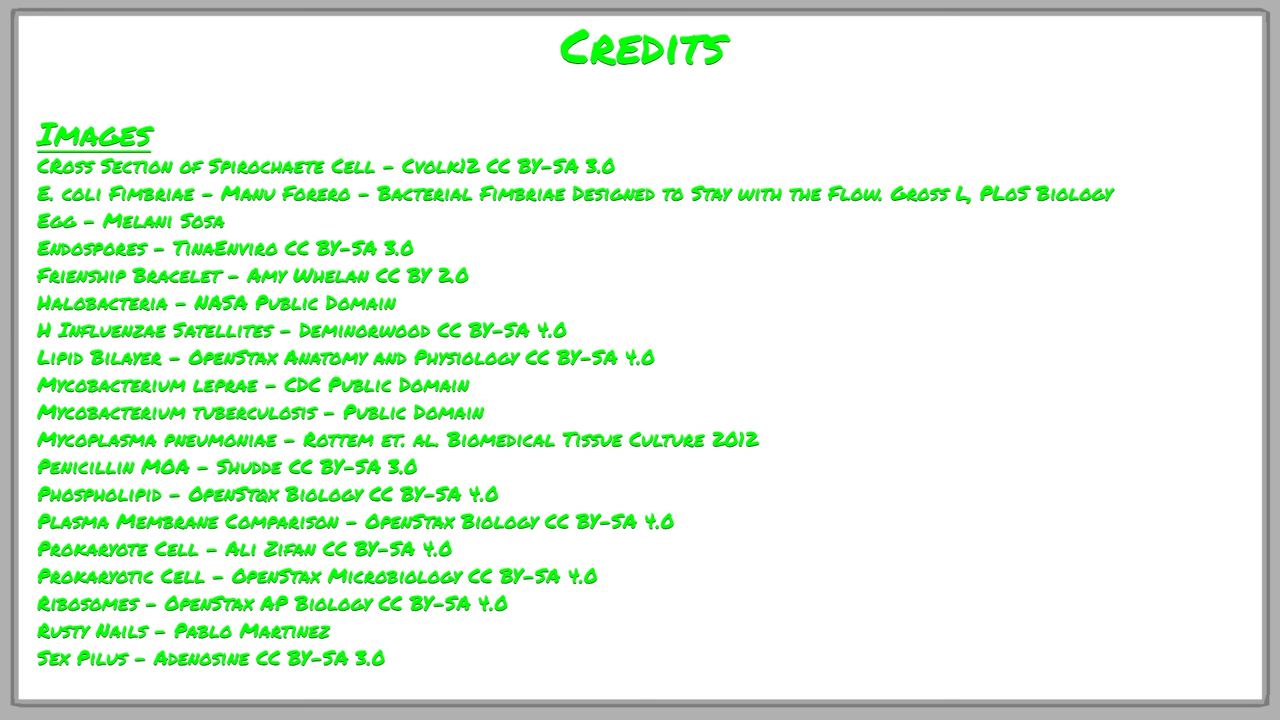 Credits
Images
CRoss Section of Spirochaete Cell - Cvolk12 CC BY-SA 3.0
E. coli Fimbriae - Manu Forero - Bacterial Fimbriae Designed to Stay with the Flow. Gross L, PLoS Biology
Egg - Melani Sosa
Endospores - TinaEnviro CC BY-SA 3.0
Frienship Bracelet - Amy Whelan CC BY 2.0
Halobacteria - NASA Public Domain
H Influenzae Satellites - Deminorwood CC BY-SA 4.0
Lipid Bilayer - OpenStax Anatomy and Physiology CC BY-SA 4.0
Mycobacterium leprae - CDC Public Domain
Mycobacterium tuberculosis - Public Domain
Mycoplasma pneumoniae - Rottem et. al. Biomedical Tissue Culture 2012
Penicillin MOA - Shudde CC BY-SA 3.0
Phospholipid - OpenStqx Biology CC BY-SA 4.0
Plasma Membrane Comparison - OpenStax Biology CC BY-SA 4.0
Prokaryote Cell - Ali Zifan CC BY-SA 4.0
Prokaryotic Cell - OpenStax Microbiology CC BY-SA 4.0
Ribosomes - OpenStax AP Biology CC BY-SA 4.0
Rusty Nails - Pablo Martinez
Sex Pilus - Adenosine CC BY-SA 3.0